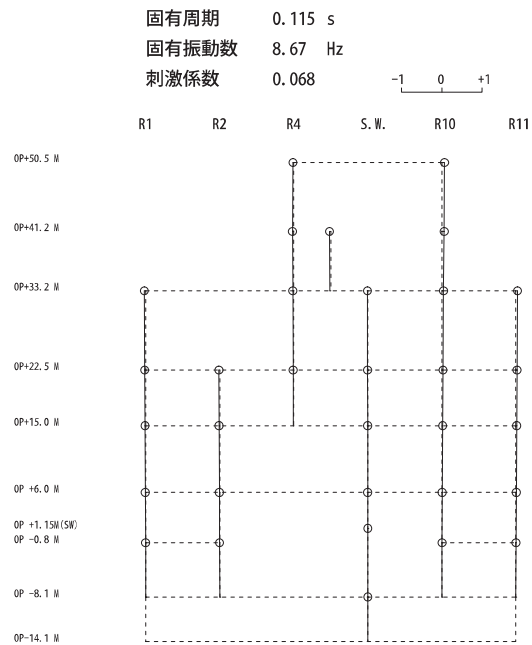 固有周期 0.115 s
固有振動数 8.67 Hz
刺激係数 0.068
-1 0 +1
R1 R2 R4 S.W. R10 R11
OP+50.5 M
OP+41.2 M
OP+33.2 M
OP+22.5 M
OP+15.0 M
OP +6.0 M
OP +1.15M(SW)
OP -0.8 M
OP -8.1 M
OP-14.1 M